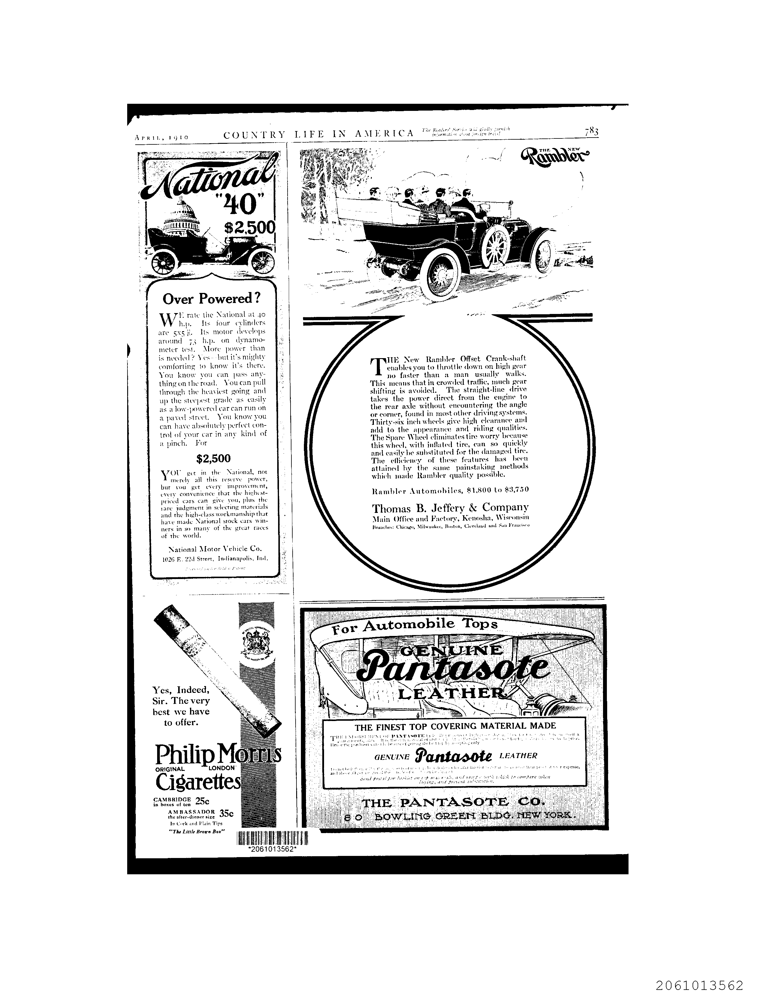 APRIL, 1910
COUNTRY LIFE IN AMERICA
783
National
"40"
$2,500
Over Powered?
WE rate the National at 40
h.p. Its four cylinders
are 5x5
Its motor develops
around 75 h.p. on dynamo-
meter test. More power than
is needed? Yes—but it's mighty
comforting to know it's there.
You know you can pass any-
thing on the road. You can pull
through the heaviest going and
up the steepest grade as easily
as a low-powered car can run on
a paved street. You know you
can have absolutely perfect con-
trol of your car in any kind of
a pinch. For
$2,500
YOU get in the National, not
merely all this reserve power,
but you get every improvement,
every convenience that the highest-
priced cars can give you, plus the
rare judgment in selecting materials
and the high-class workmanship that
have made National stock cars win-
ners in so many of the great races
of the world.
National Motor Vehicle Co.
1026 E. 22d Street, Indianapolis, Ind.
THE NEW
Rambler
THE New Rambler Offset Crank-shaft
enables you to throttle down on high gear
no faster than a man usually walks.
This means that in crowded traffic, much gear
shifting is avoided. The straight-line drive
takes the power direct from the engine to
the rear axle without encountering the angle
or corner, found in most other driving systems.
Thirty-six inch wheels give high clearance and
add to the appearance and riding qualities.
The Spare Wheel eliminates tire worry because
this wheel, with inflated tire, can so quickly
and easily be substituted for the damaged tire.
The efficiency of these features has been
attained by the same painstaking methods
which made Rambler quality possible.
Rambler Automobiles, $1,800 to $3,750
Thomas B. Jeffery & Company
Main Office and Factory, Kenosha, Wisconsin
Branches: Chicago, Milwaukee, Boston, Cleveland and San Francisco
Yes, Indeed,
Sir. The very
best we have
to offer.
Philip Morris
ORIGINAL LONDON
Cigarettes
CAMBRIDGE 25c
in boxes of ten
AMBASSADOR 35c
the after-dinner size
In Cork and Plain Tips
"The Little Brown Box"
*2061013562*
For Automobile Tops
GENUINE
Pantasote
LEATHER
THE FINEST TOP COVERING MATERIAL MADE
GENUINE Pantasote LEATHER
THE PANTASOTE CO.
80 BOWLING GREEN BLDG. NEW YORK.
2061013562